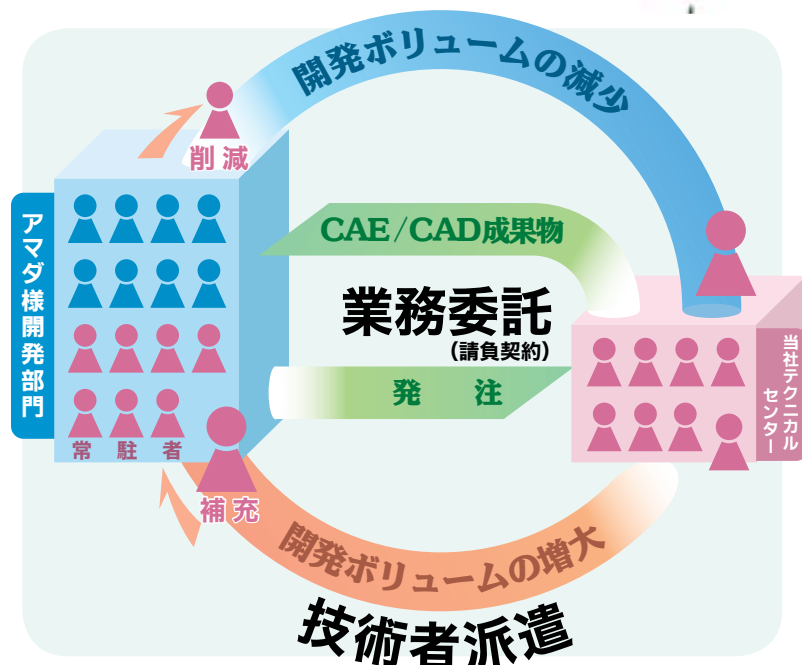 開発ボリュームの減少
削減
アマダ様開発部門
CAE/CAD成果物
業務委託
(請負契約)
発 注
当社テクニカル
センター
常 駐 者
補充
開発ボリュームの増大
技術者派遣